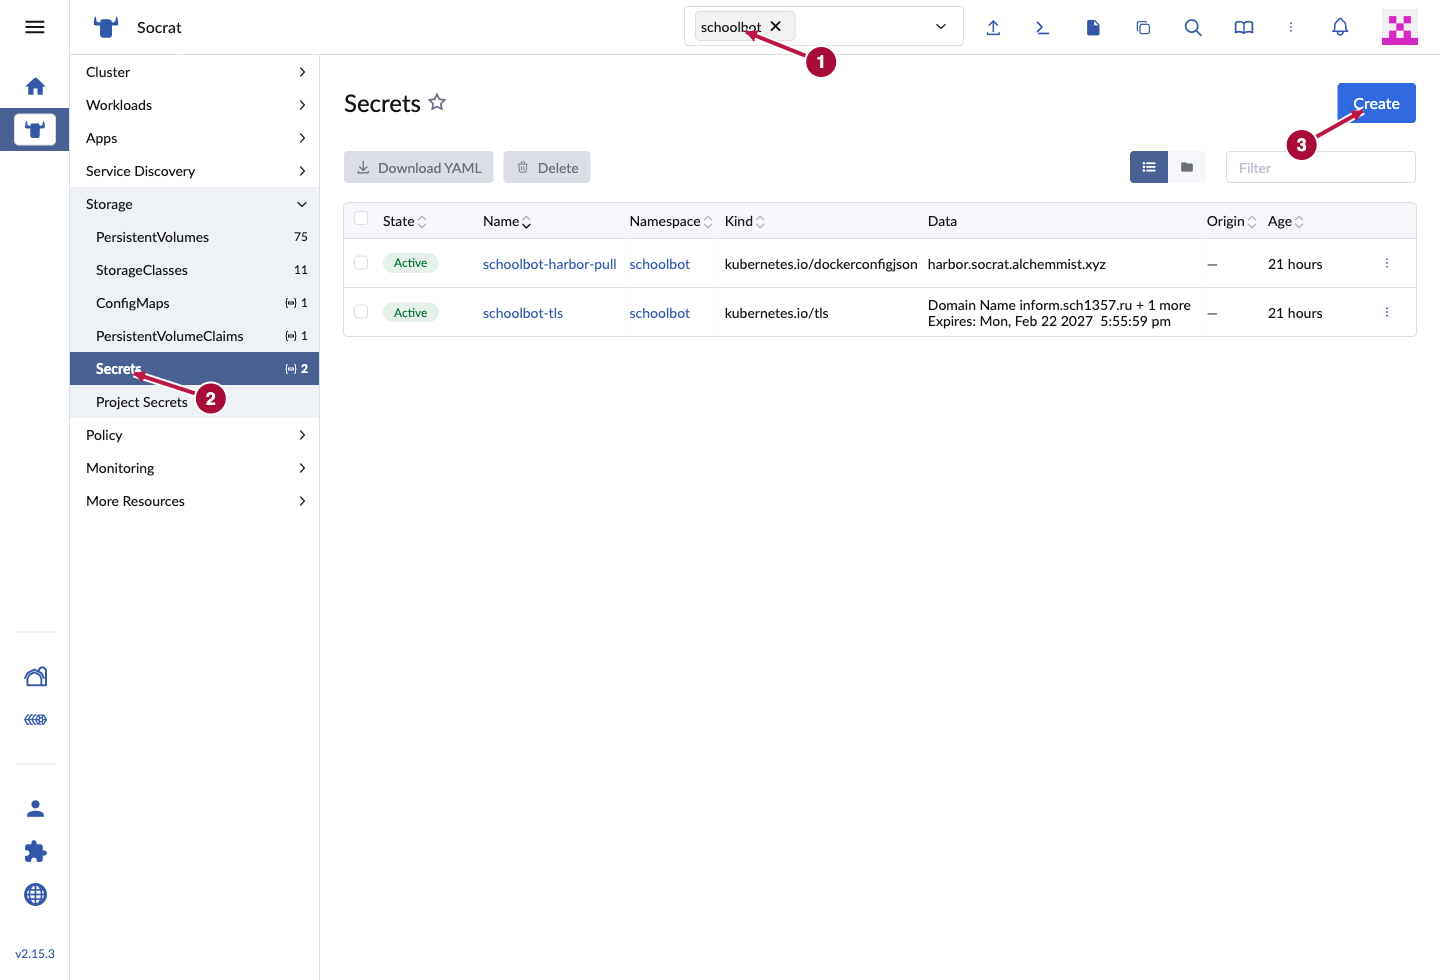 Socrat
schoolbot
1
Cluster
Workloads
Apps
Service Discovery
Storage
PersistentVolumes 75
StorageClasses 11
ConfigMaps 1
PersistentVolumeClaims 1
Secrets 2
2
Project Secrets
Policy
Monitoring
More Resources
v2.15.3
Secrets
Create
3
Download YAML Delete
Filter
State Name Namespace Kind Data Origin Age
Active schoolbot-harbor-pull schoolbot kubernetes.io/dockerconfigjson harbor.socrat.alchemmist.xyz — 21 hours
Active schoolbot-tls schoolbot kubernetes.io/tls Domain Name inform.sch1357.ru + 1 more — 21 hours
Expires: Mon, Feb 22 2027 5:55:59 pm